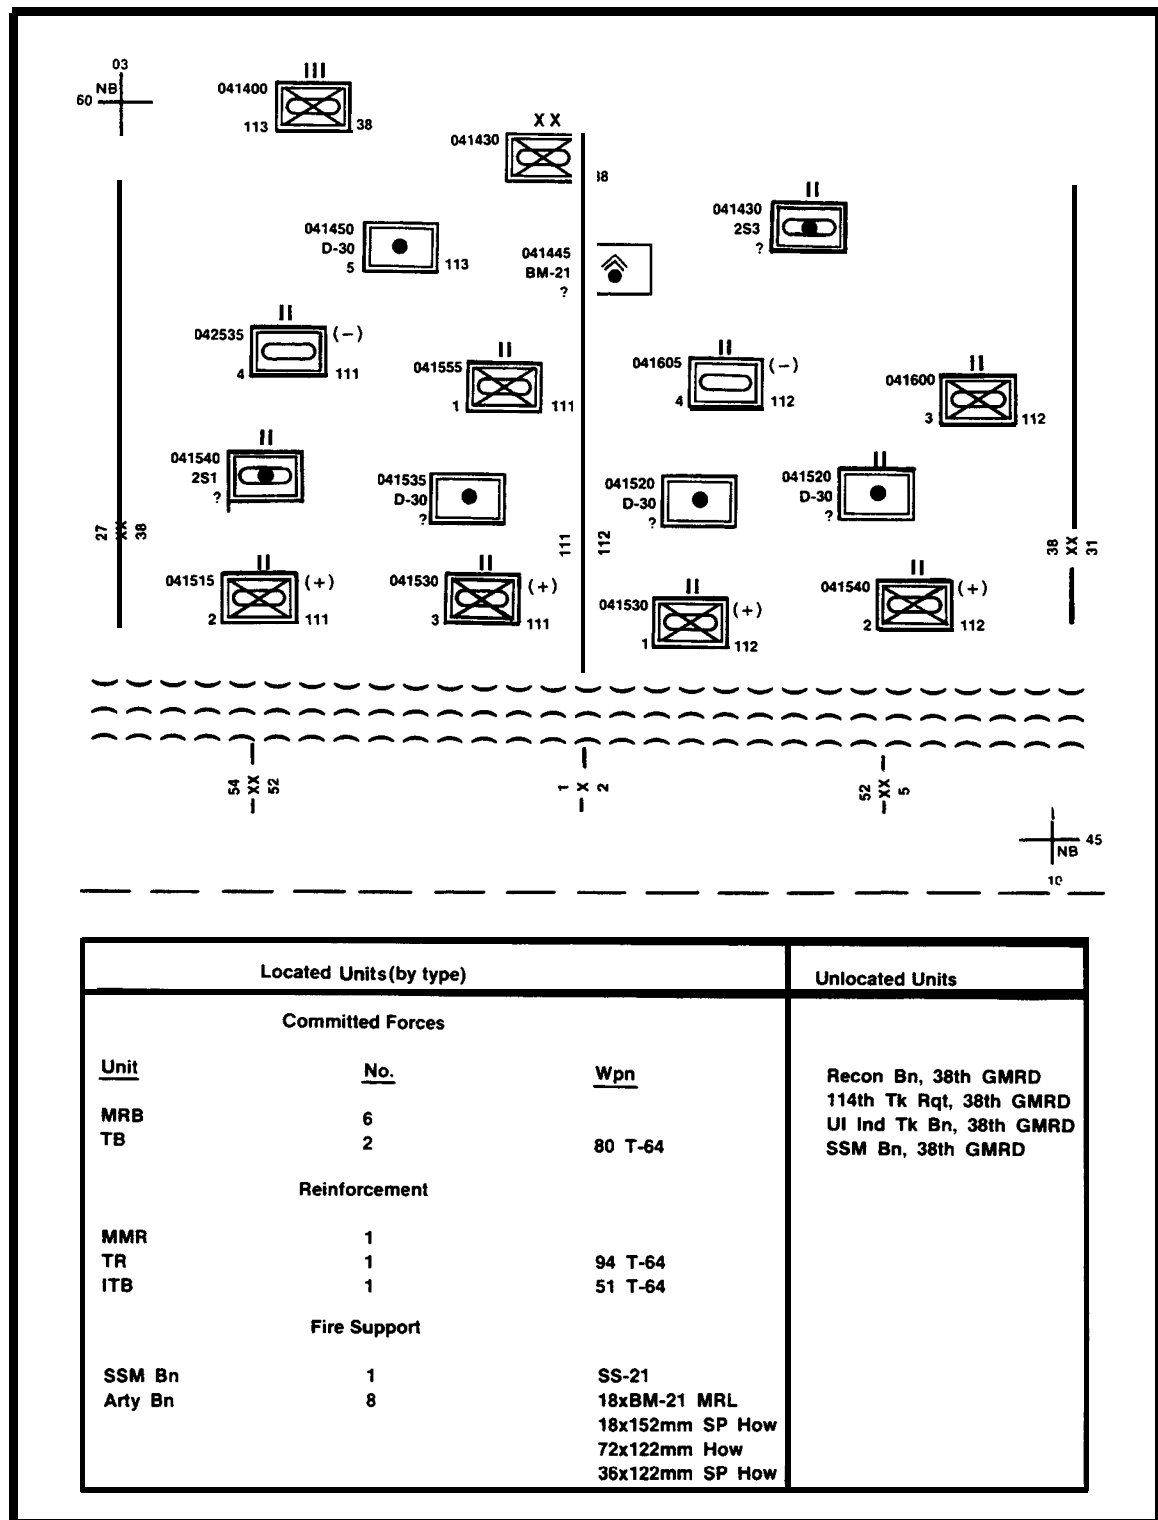 03
NB
60
III
041400
113
38
XX
041430
38
II
041430
2S3
?
041450
D-30
5
113
041445
BM-21
?
II
042535
(-)
4
111
II
041555
1
111
II
041605
(-)
4
112
II
041600
3
112
II
041540
2S1
?
041535
D-30
?
041520
D-30
?
II
041520
D-30
?
27
XX
38
111
112
38
XX
31
II
041515
(+)
2
111
II
041530
(+)
3
111
II
041530
(+)
1
112
II
041540
(+)
2
112
54
XX
52
1
X
2
52
XX
5
45
NB
10
Located Units (by type)
Unlocated Units
Committed Forces
Unit No. Wpn
MRB 6
TB 2 80 T-64
Reinforcement
MMR 1
TR 1 94 T-64
ITB 1 51 T-64
Fire Support
SSM Bn 1 SS-21
Arty Bn 8 18xBM-21 MRL
18x152mm SP How
72x122mm How
36x122mm SP How
Recon Bn, 38th GMRD
114th Tk Rqt, 38th GMRD
UI Ind Tk Bn, 38th GMRD
SSM Bn, 38th GMRD